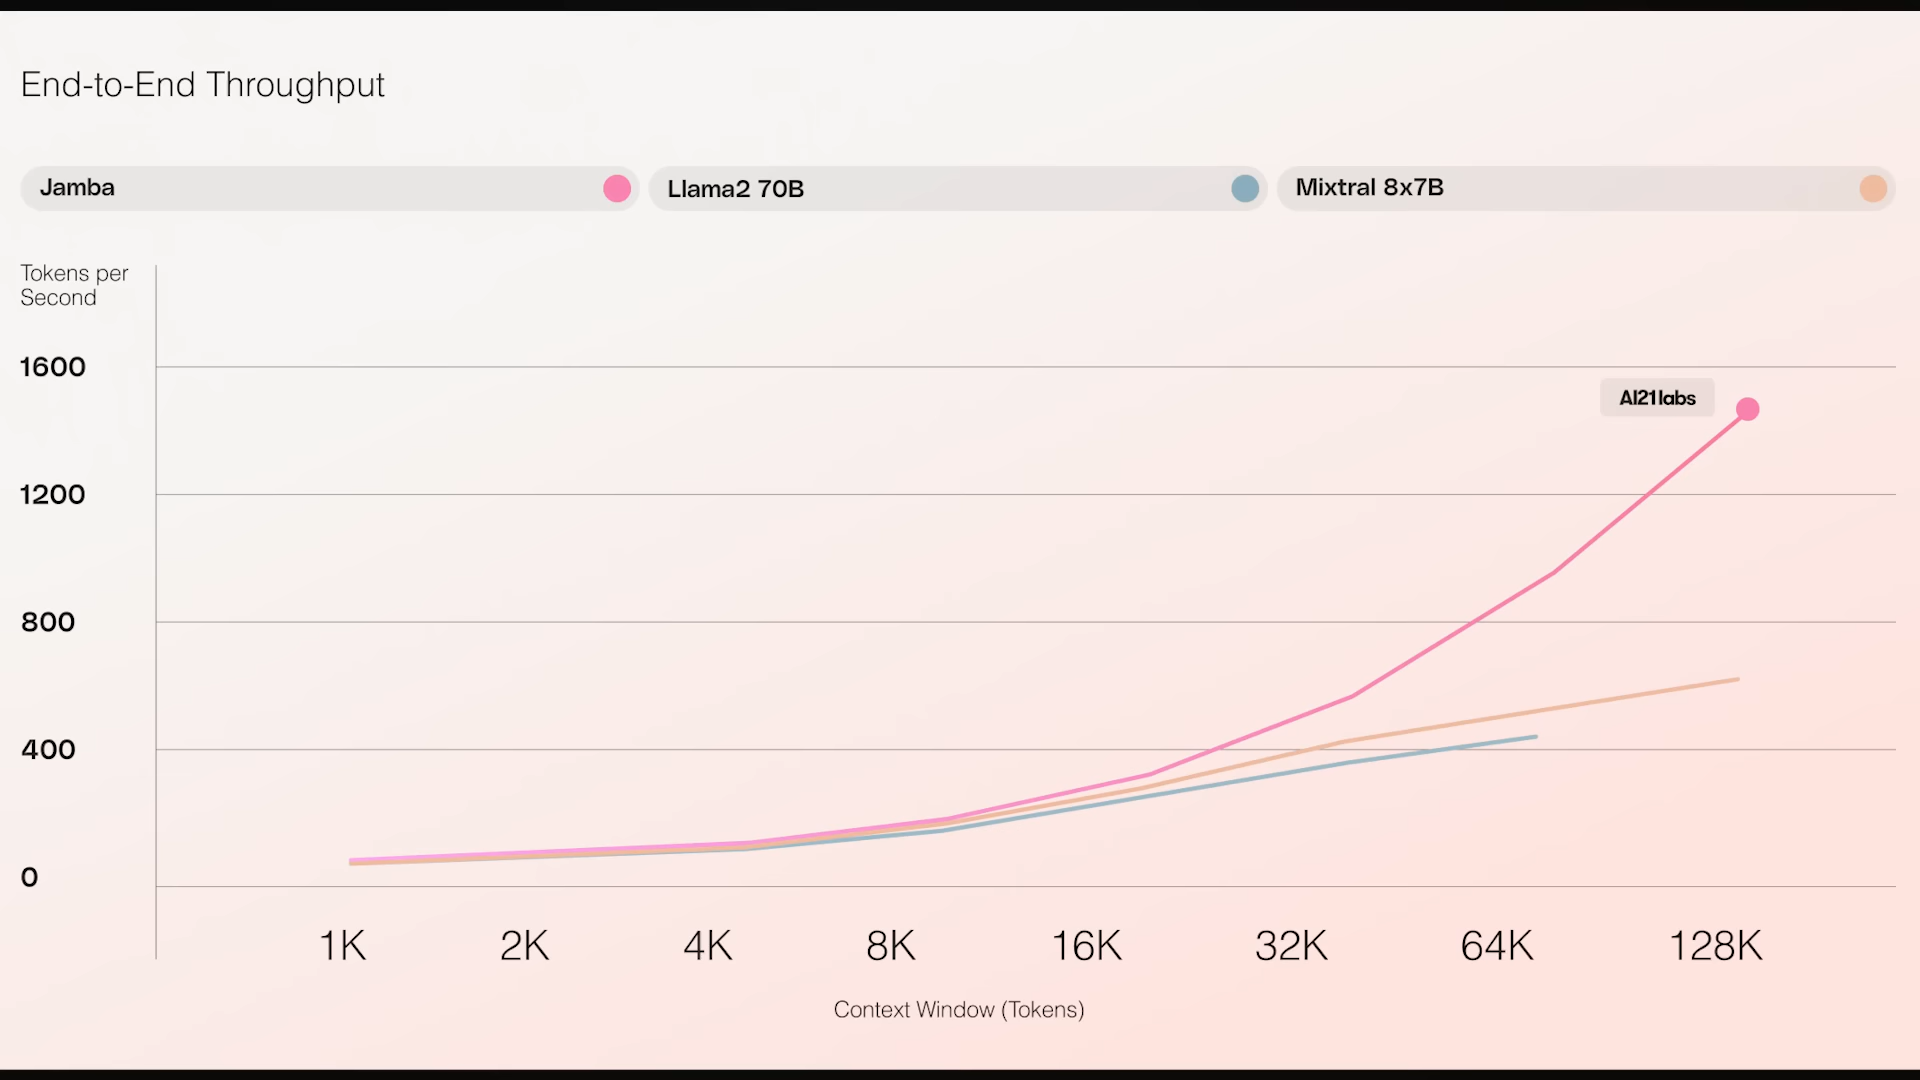 End-to-End Throughput
Jamba
Llama2 70B
Mixtral 8x7B
Tokens per
Second
1600
AI21labs
1200
800
400
0
1K 2K 4K 8K 16K 32K 64K 128K
Context Window (Tokens)